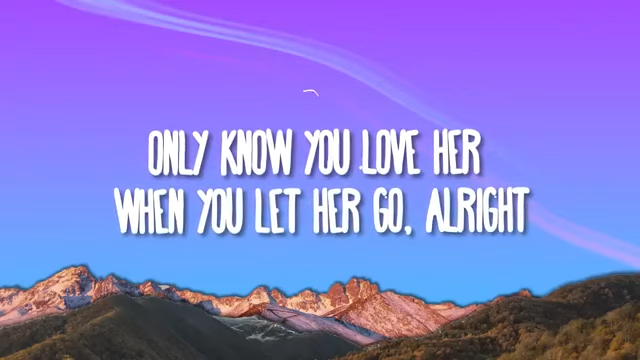 ONLY KNOW YOU LOVE HER
WHEN YOU LET HER GO, ALRIGHT